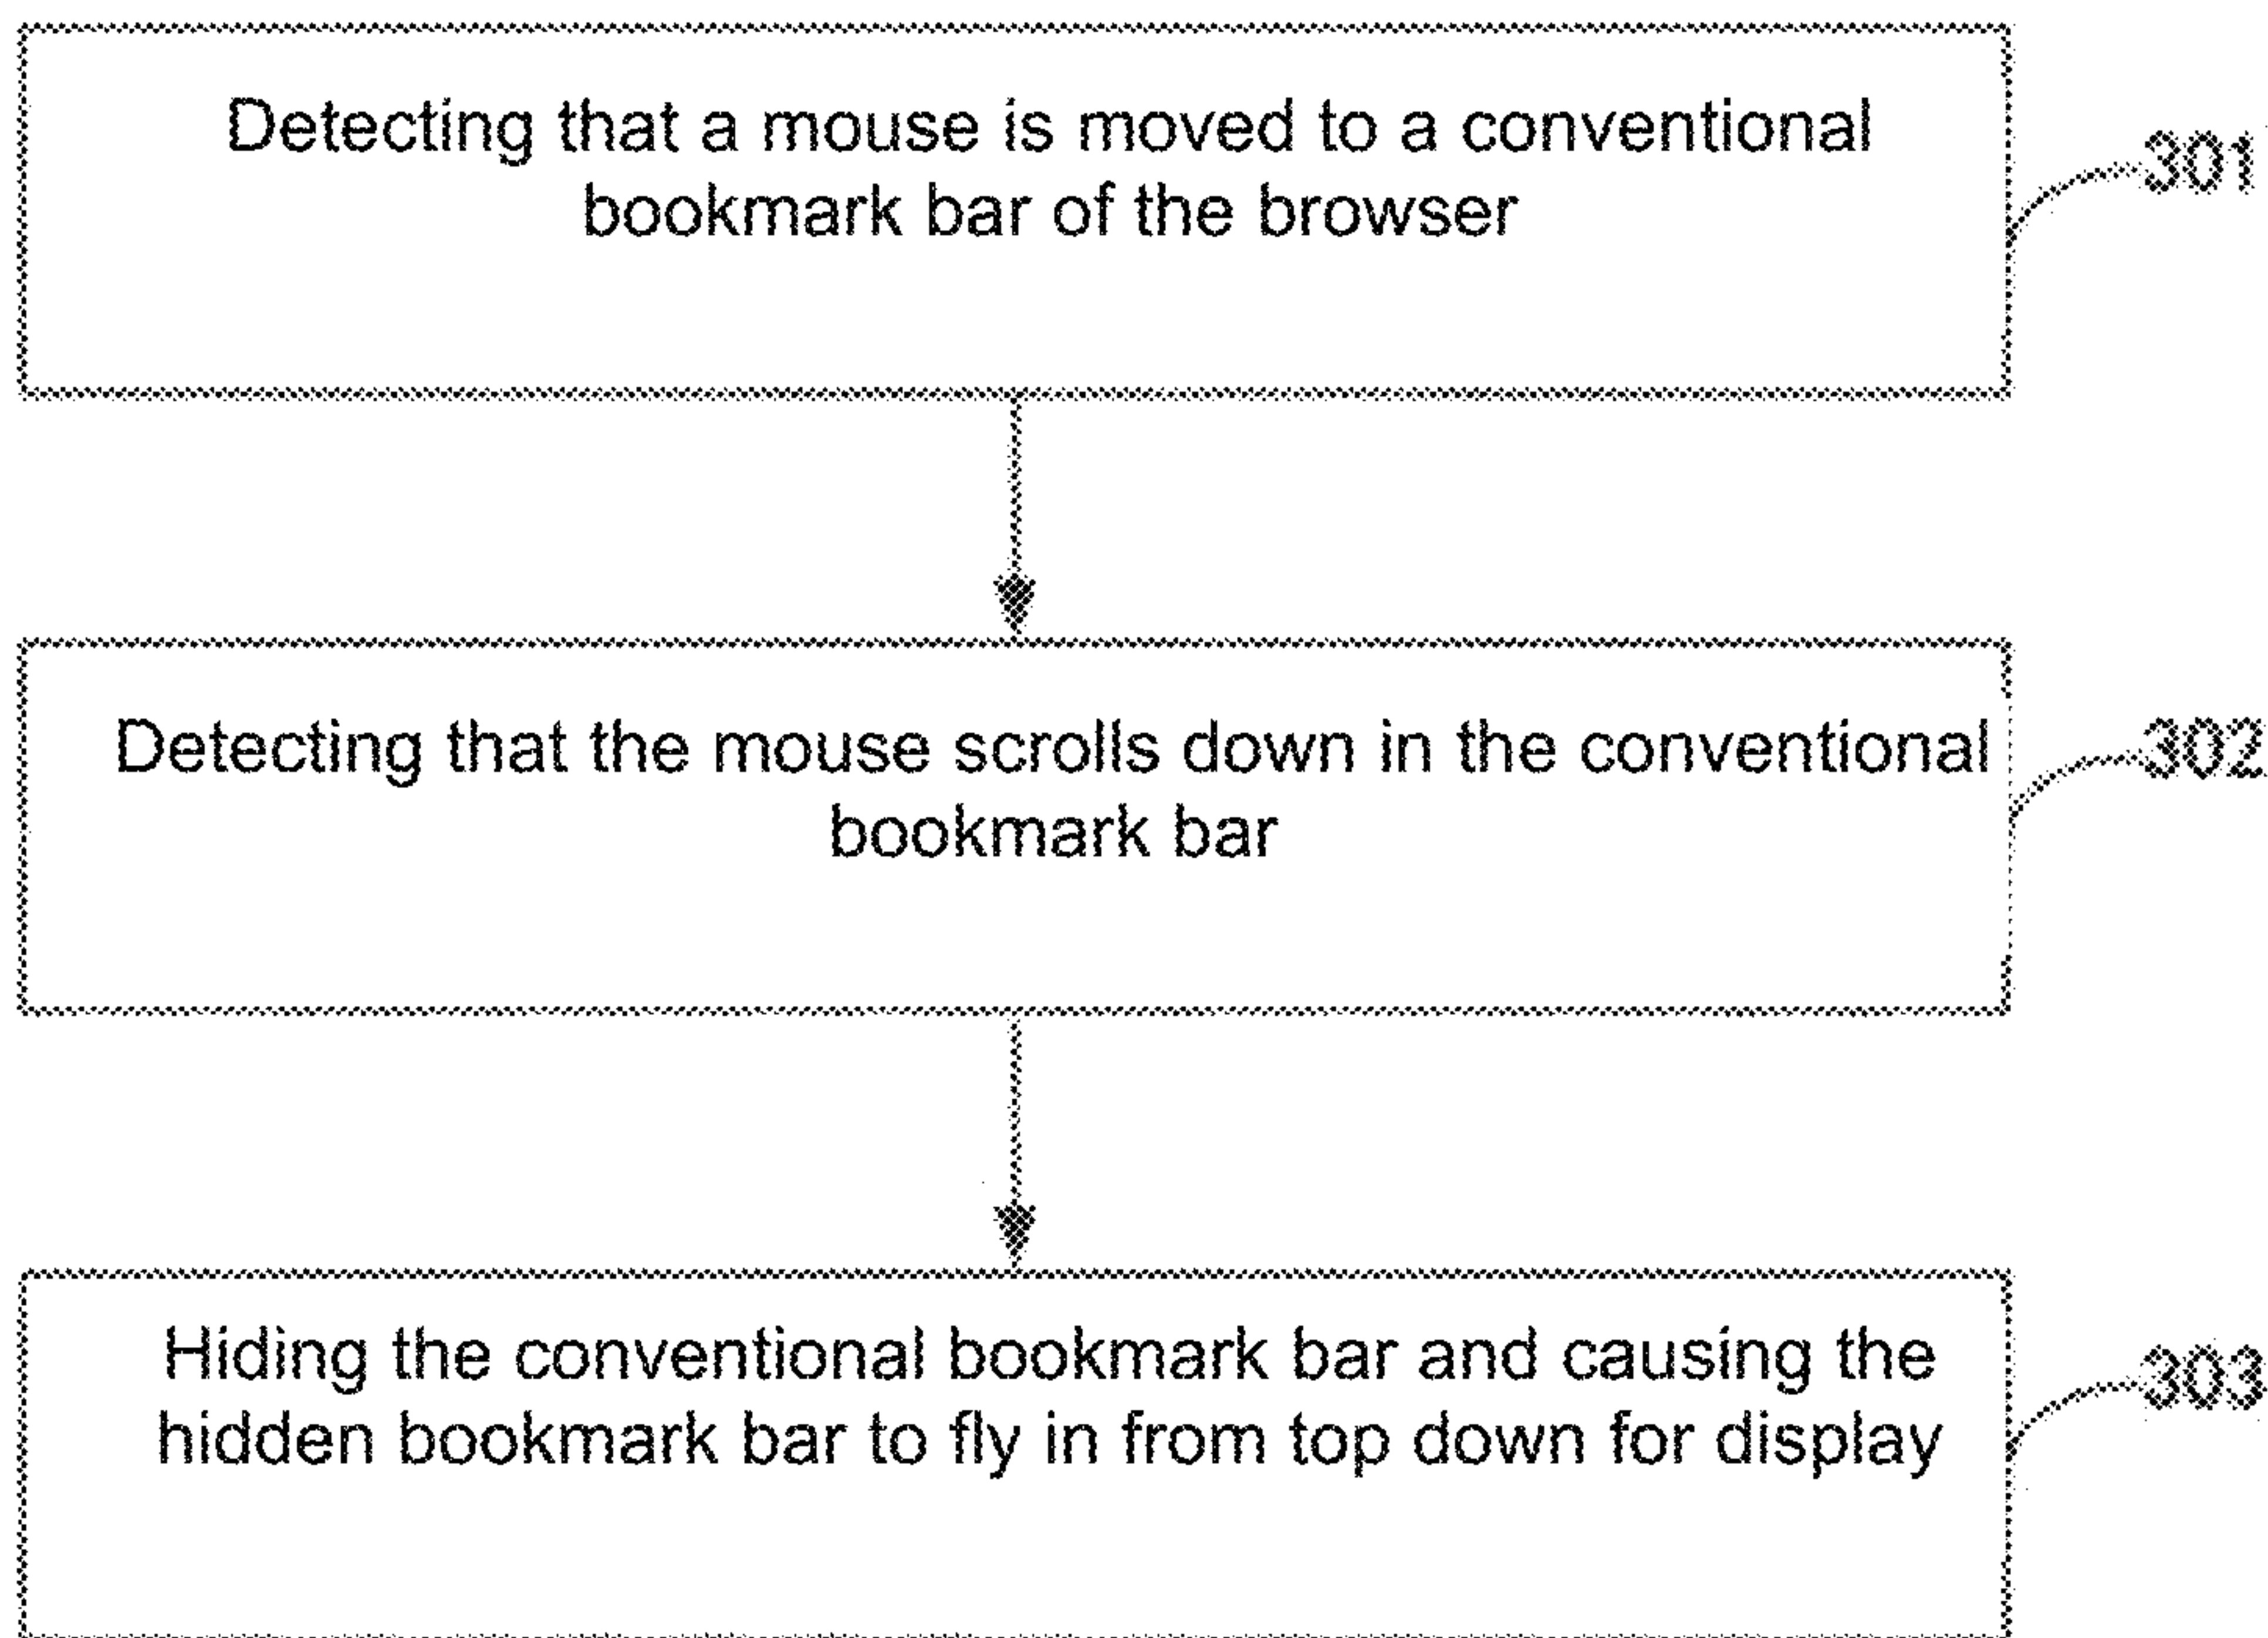 Detecting that a mouse is moved to a conventional
bookmark bar of the browser
301
Detecting that the mouse scrolls down in the conventional
bookmark bar
302
Hiding the conventional bookmark bar and causing the
hidden bookmark bar to fly in from top down for display
303